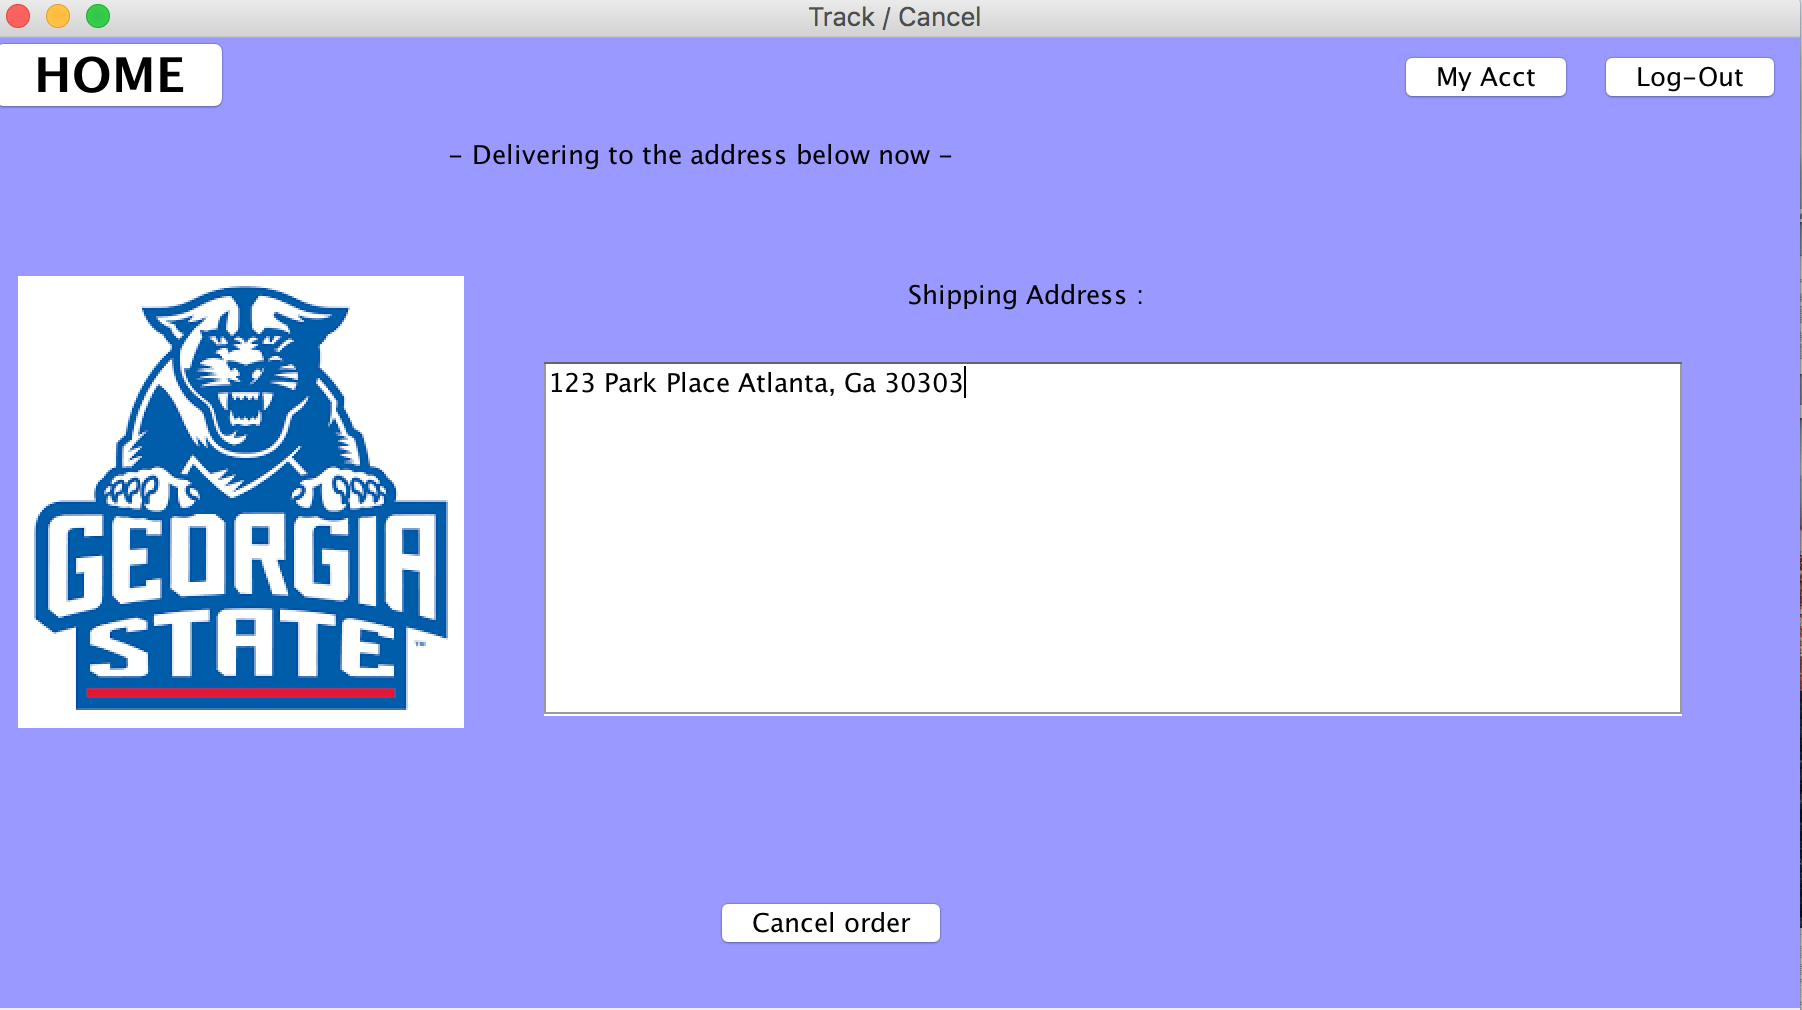 Track / Cancel
HOME
My Acct
Log-Out
- Delivering to the address below now -
Shipping Address :
123 Park Place Atlanta, Ga 30303
GEORGIA
STATE
TM
Cancel order